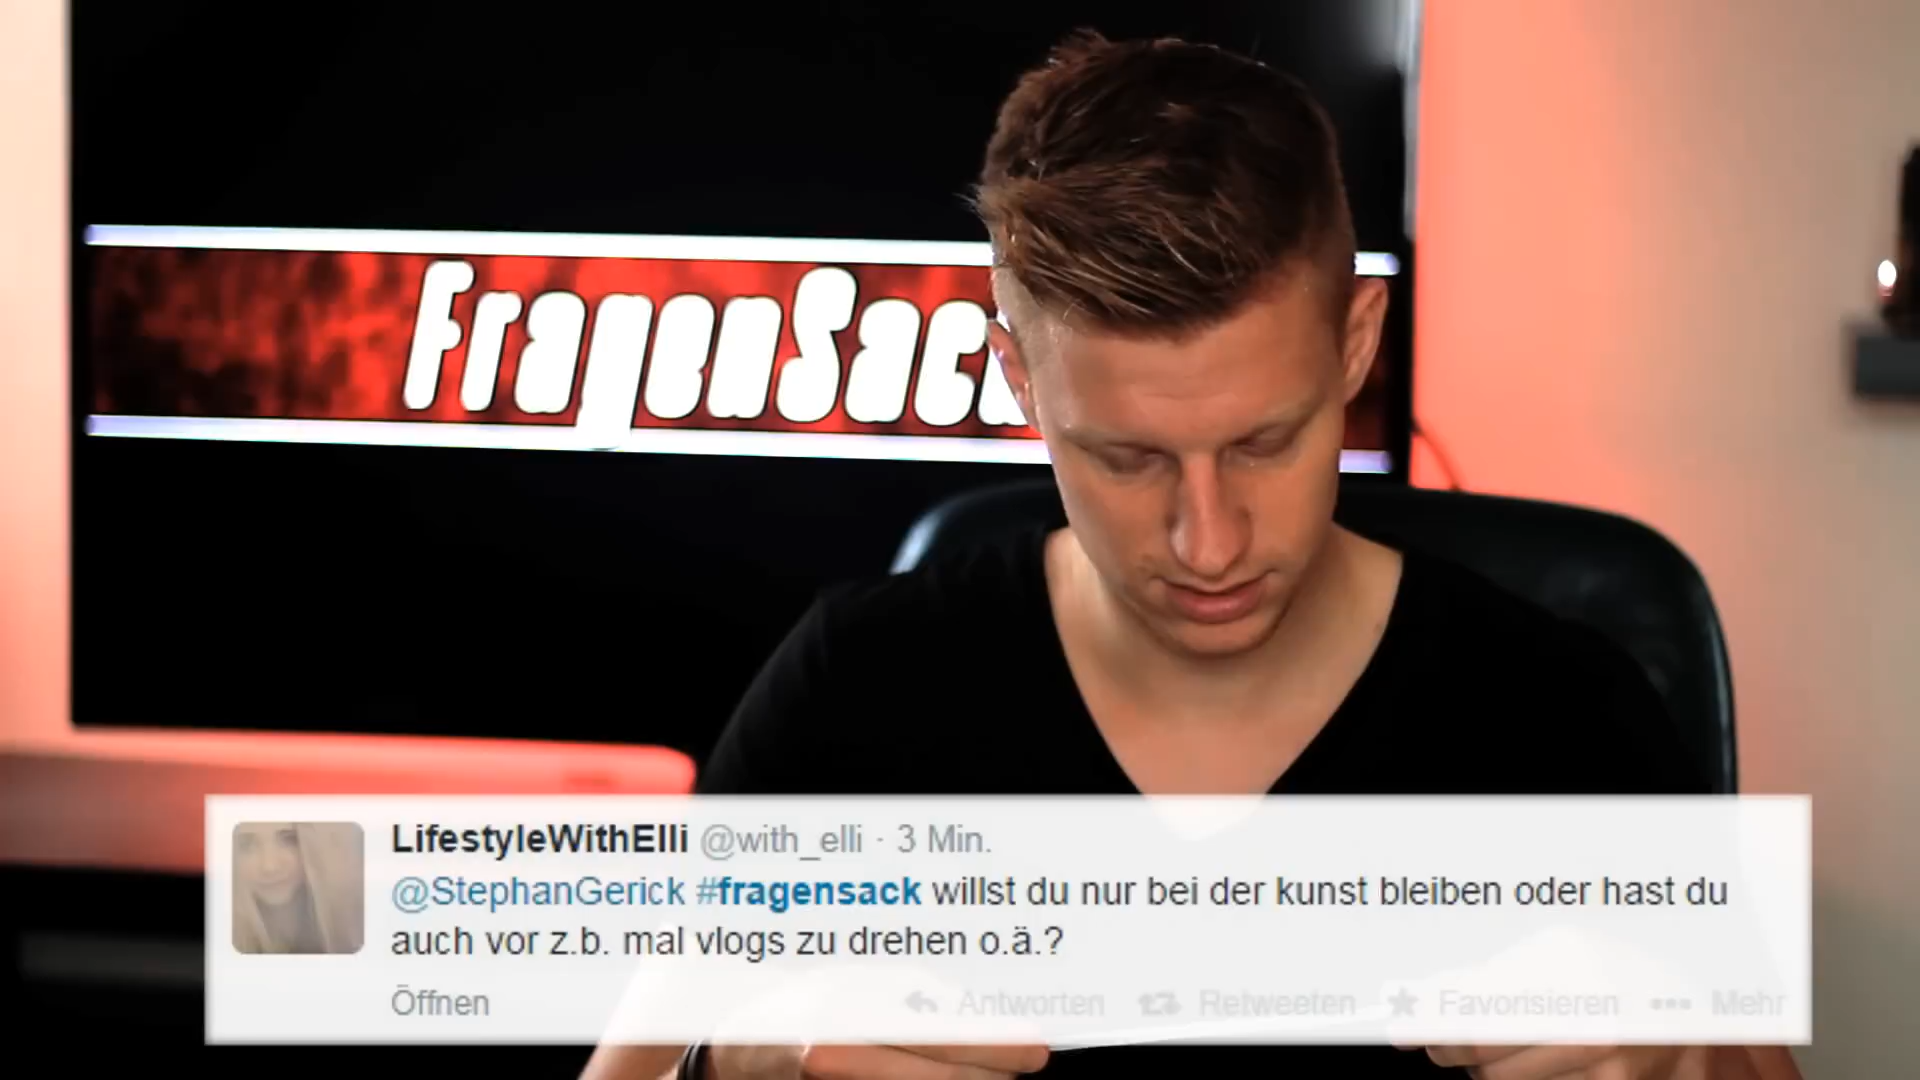 FragenSack
LifestyleWithElli @with_elli · 3 Min.
@StephanGerick #fragensack willst du nur bei der kunst bleiben oder hast du
auch vor z.b. mal vlogs zu drehen o.ä.?
Öffnen Antworten Retweeten Favorisieren Mehr